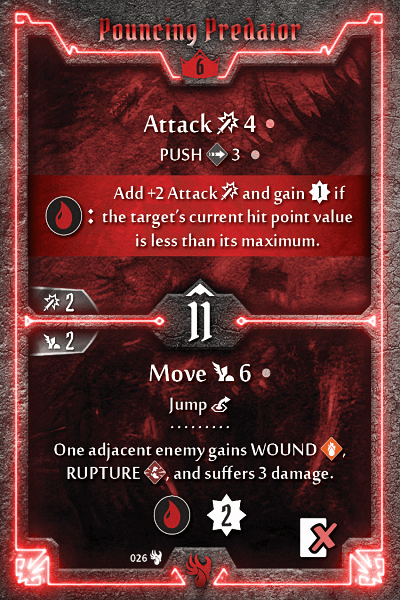 Pouncing Predator
6
Attack 4
PUSH 3
Add +2 Attack and gain 1 if
: the target's current hit point value
is less than its maximum.
2
11
2
Move 6
Jump
One adjacent enemy gains WOUND ,
RUPTURE , and suffers 3 damage.
2
026